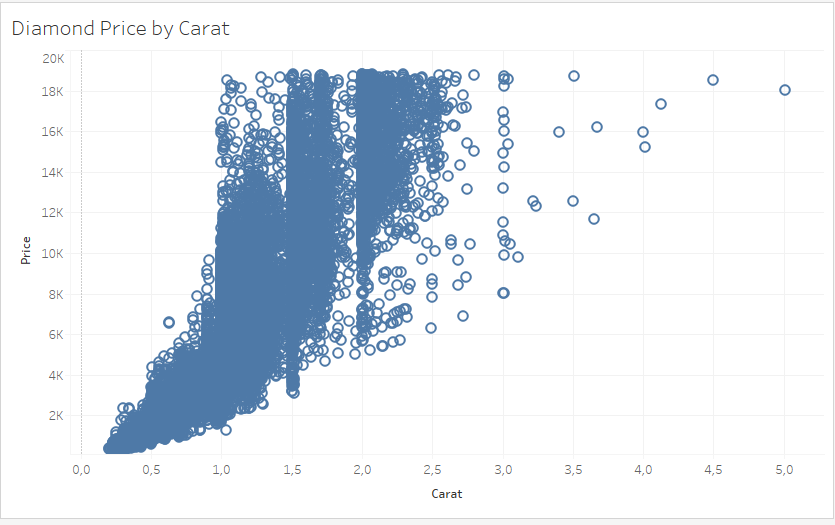 Diamond Price by Carat
20K
18K
16K
14K
12K
10K
8K
6K
4K
2K
Price
0,0 0,5 1,0 1,5 2,0 2,5 3,0 3,5 4,0 4,5 5,0
Carat